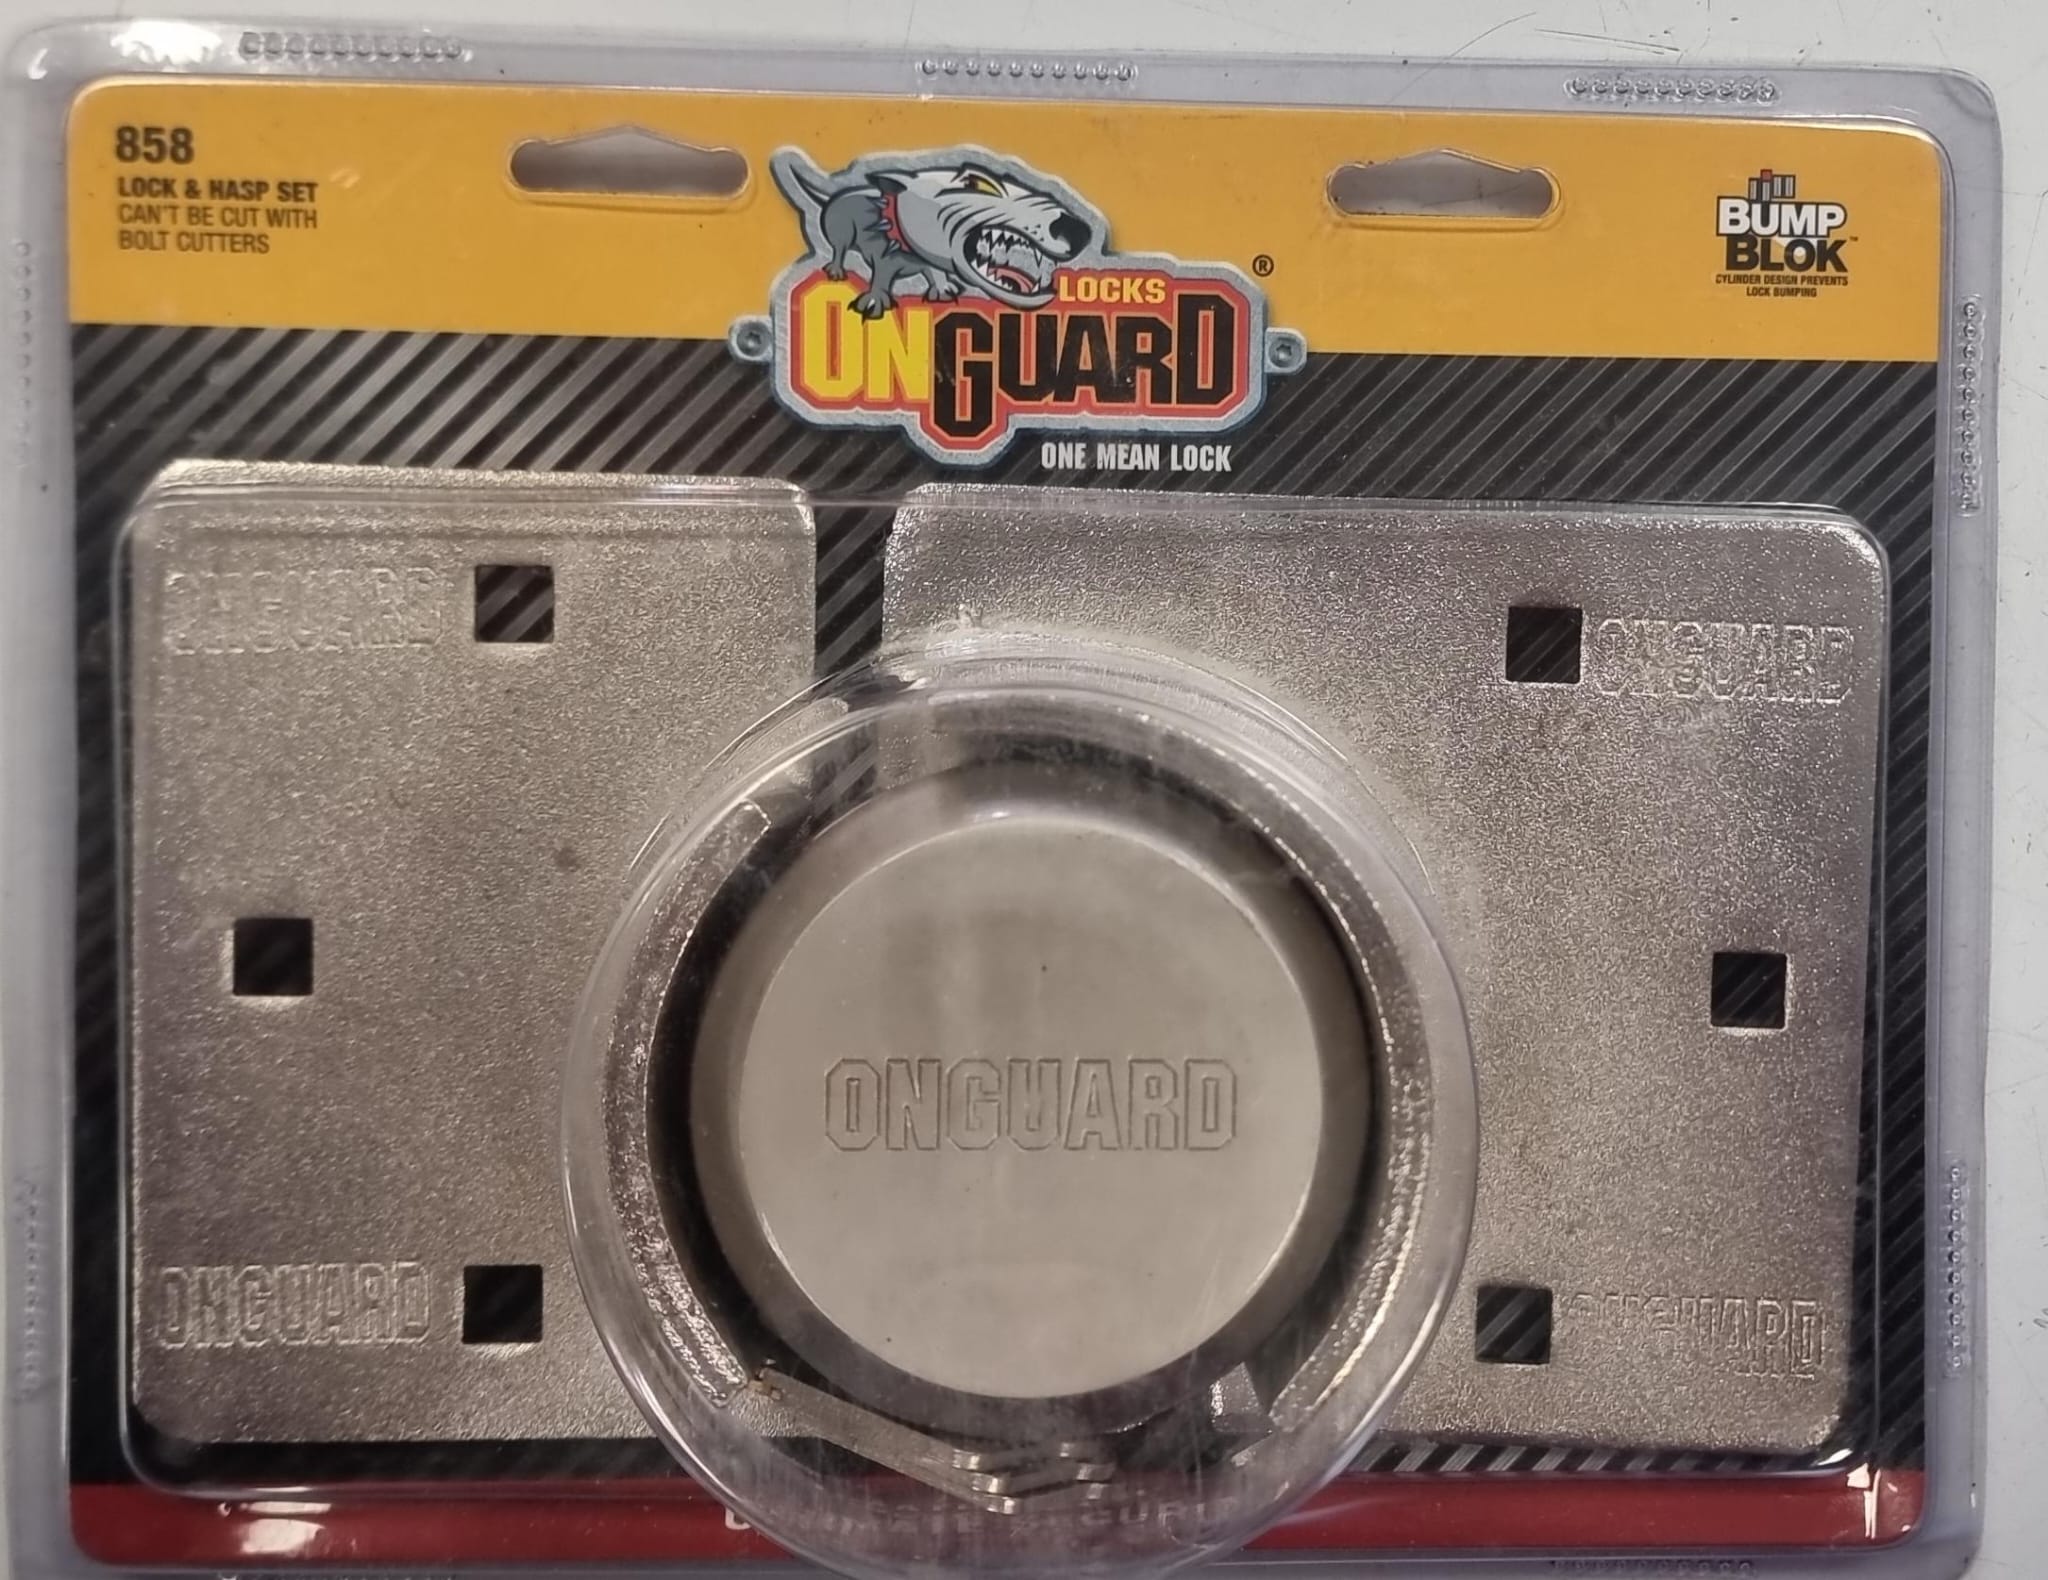 858
LOCK & HASP SET
CAN'T BE CUT WITH
BOLT CUTTERS
LOCKS
ONGUARD
®
ONE MEAN LOCK
BUMP
BLOK™
CYLINDER DESIGN PREVENTS
LOCK BUMPING
ONGUARD
ONGUARD
ONGUARD
ONGUARD
ONGUARD